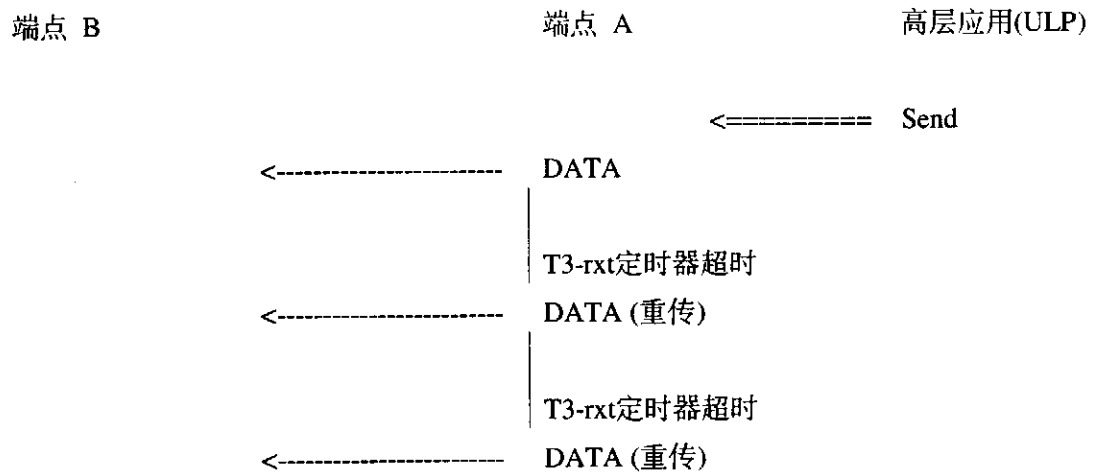 端点 B 端点 A 高层应用(ULP)
<========= Send
<---------------------- DATA
T3-rxt定时器超时
<---------------------- DATA (重传)
T3-rxt定时器超时
<---------------------- DATA (重传)